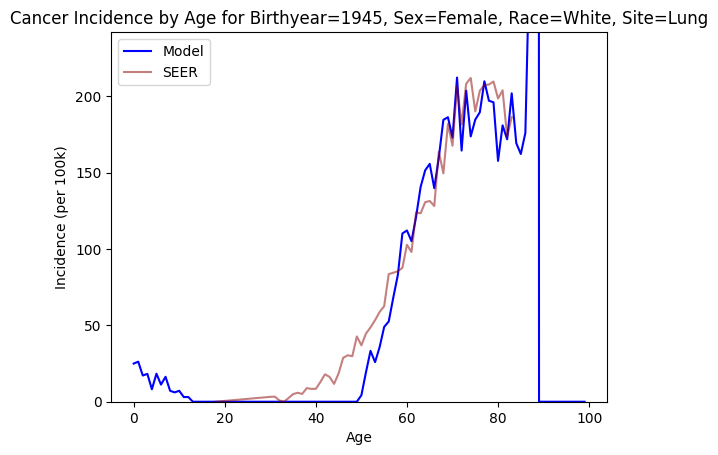 Cancer Incidence by Age for Birthyear=1945, Sex=Female, Race=White, Site=Lung
Model
SEER
Incidence (per 100k)
200
150
100
50
0
0 20 40 60 80 100
Age